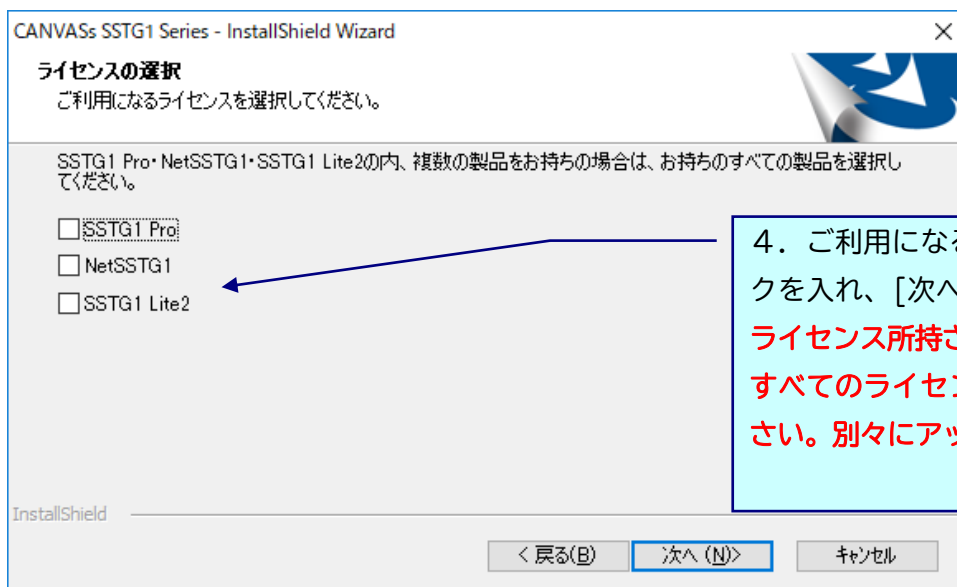 CANVASs SSTG1 Series - InstallShield Wizard
ライセンスの選択
ご利用になるライセンスを選択してください。
SSTG1 Pro・NetSSTG1・SSTG1 Lite2の内、複数の製品をお持ちの場合は、お持ちのすべての製品を選択し
てください。
SSTG1 Pro
NetSSTG1
SSTG1 Lite2
4．ご利用にな
クを入れ、[次へ
ライセンス所持さ
すべてのライセン
さい。別々にアッ
InstallShield
< 戻る(B)
次へ (N)>
キャンセル